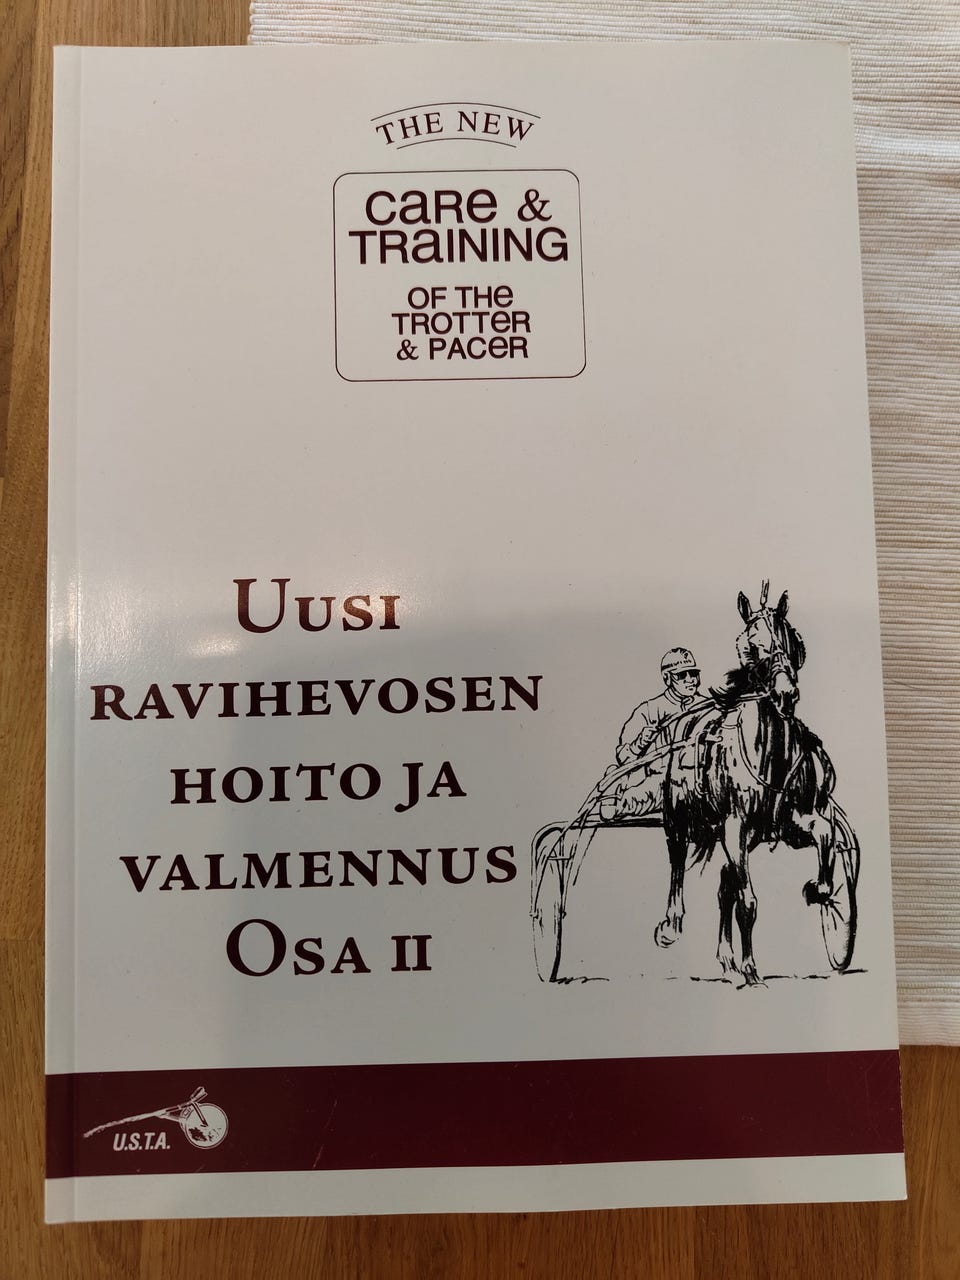 THE NEW
CARE &
TRAINING
OF THE
TROTTER
& PACER
UUSI
RAVIHEVOSEN
HOITO JA
VALMENNUS
OSA II
U.S.T.A.